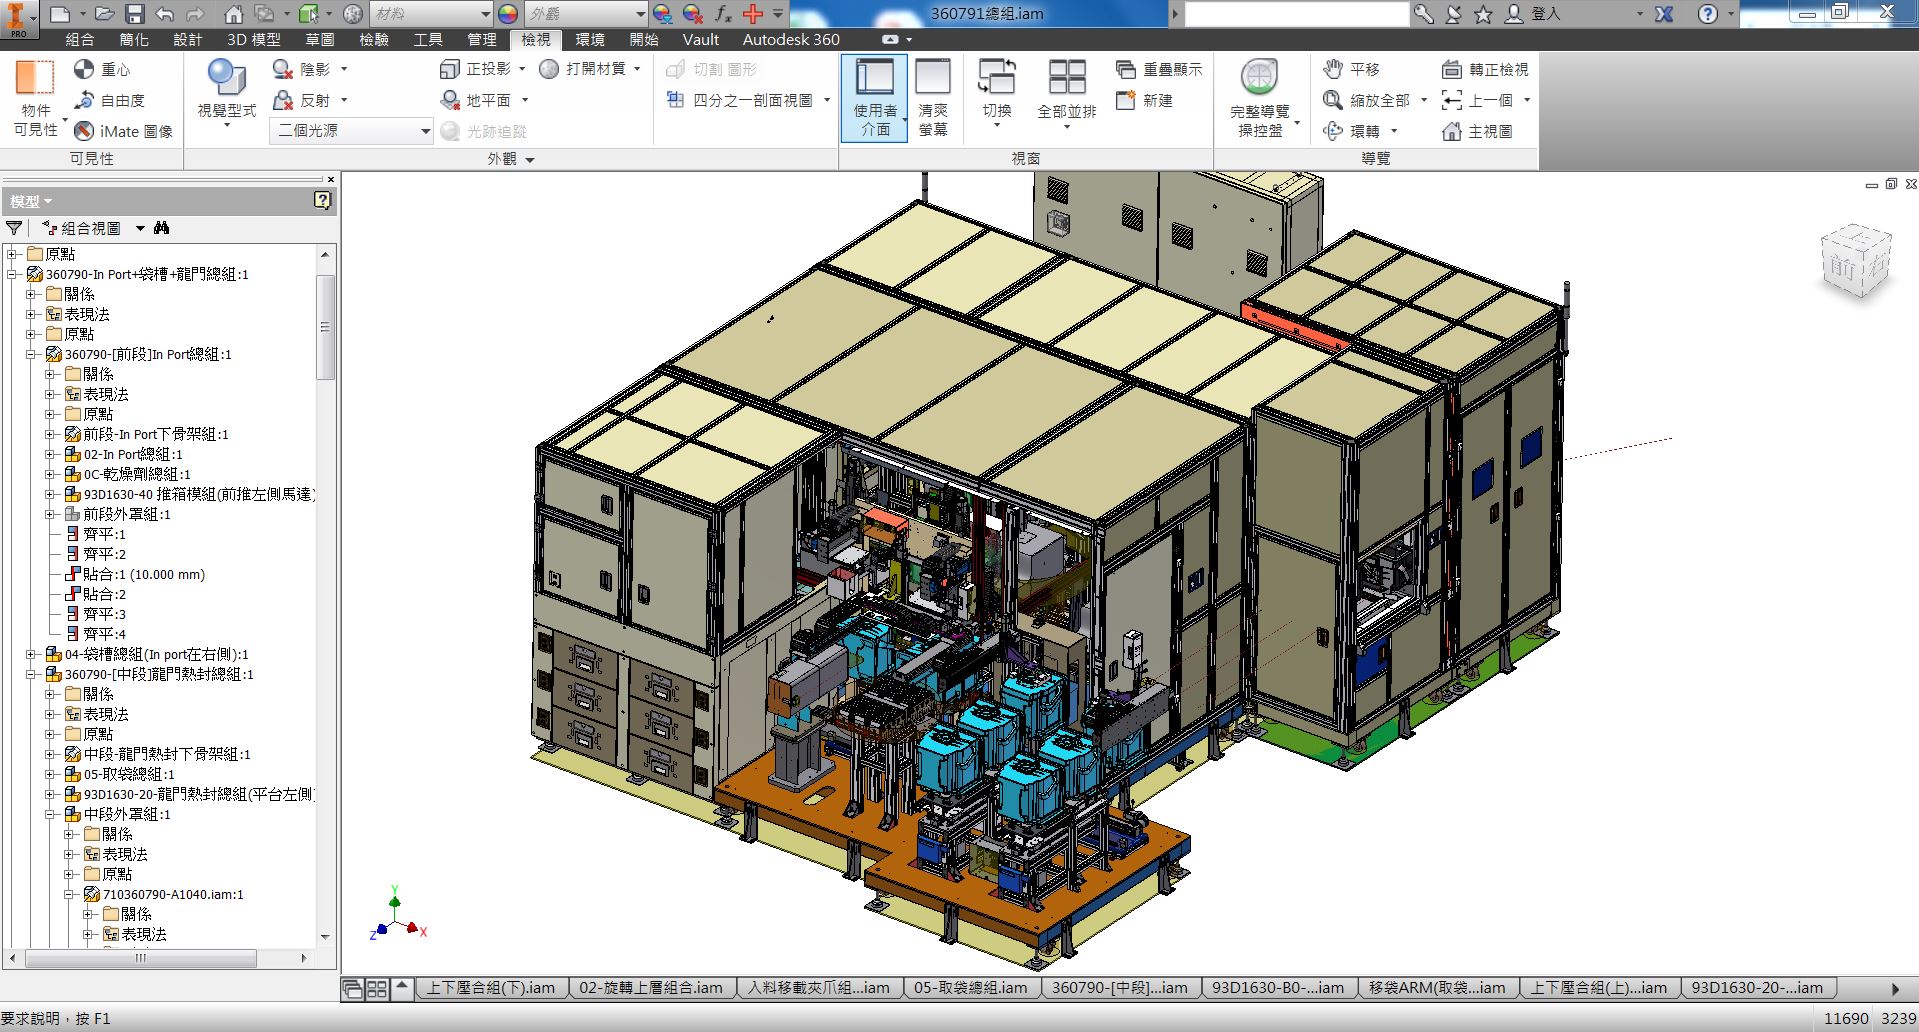 PRO
材料
外觀
fx
360791總組.iam
登入
組合 簡化 設計 3D 模型 草圖 檢驗 工具 管理 檢視 環境 開始 Vault Autodesk 360
物件
可見性
重心
自由度
iMate 圖像
可見性
視覺型式
陰影
反射
二個光源
正投影
地平面
光跡追蹤
打開材質
外觀
切割 圖形
四分之一剖面視圖
使用者
介面
清爽
螢幕
切換
全部並排
重疊顯示
新建
視窗
完整導覽
操控盤
平移
縮放全部
環轉
轉正檢視
上一個
主視圖
導覽
模型
組合視圖
原點
360790-In Port+袋槽+龍門總組:1
關係
表現法
原點
360790-[前段]In Port總組:1
關係
表現法
原點
前段-In Port下骨架組:1
02-In Port總組:1
0C-乾燥劑總組:1
93D1630-40 推箱模組(前推左側馬達)
前段外罩組:1
齊平:1
齊平:2
貼合:1 (10.000 mm)
貼合:2
齊平:3
齊平:4
04-袋槽總組(In port在右側):1
360790-[中段]龍門熱封總組:1
關係
表現法
原點
中段-龍門熱封下骨架組:1
05-取袋總組:1
93D1630-20-龍門熱封總組(平台左側)
中段外罩組:1
關係
表現法
原點
710360790-A1040.iam:1
關係
表現法
前
右
上
Y
Z
X
上下壓合組(下).iam 02-旋轉上層組合.iam 入料移載夾爪組...iam 05-取袋總組.iam 360790-[中段]...iam 93D1630-B0-...iam 移袋ARM(取袋...iam 上下壓合組(上)...iam 93D1630-20-...iam
要求說明，按 F1
11690 3239